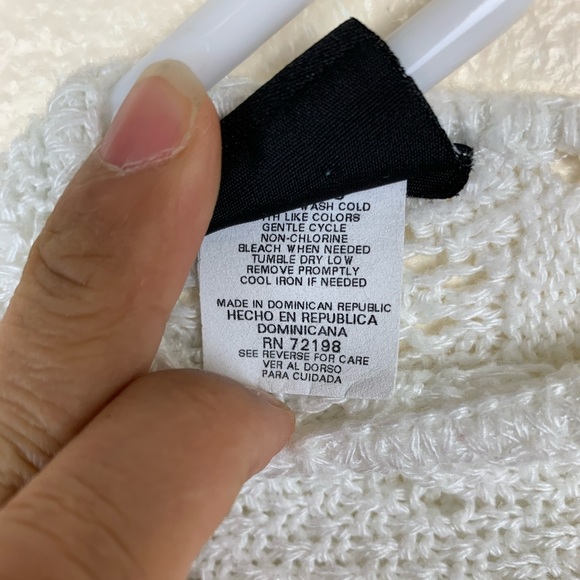 WASH COLD
LIKE COLORS
GENTLE CYCLE
NON-CHLORINE
BLEACH WHEN NEEDED
TUMBLE DRY LOW
REMOVE PROMPTLY
COOL IRON IF NEEDED
MADE IN DOMINICAN REPUBLIC
HECHO EN REPUBLICA
DOMINICANA
RN 72198
SEE REVERSE FOR CARE
VER AL DORSO
PARA CUIDADA